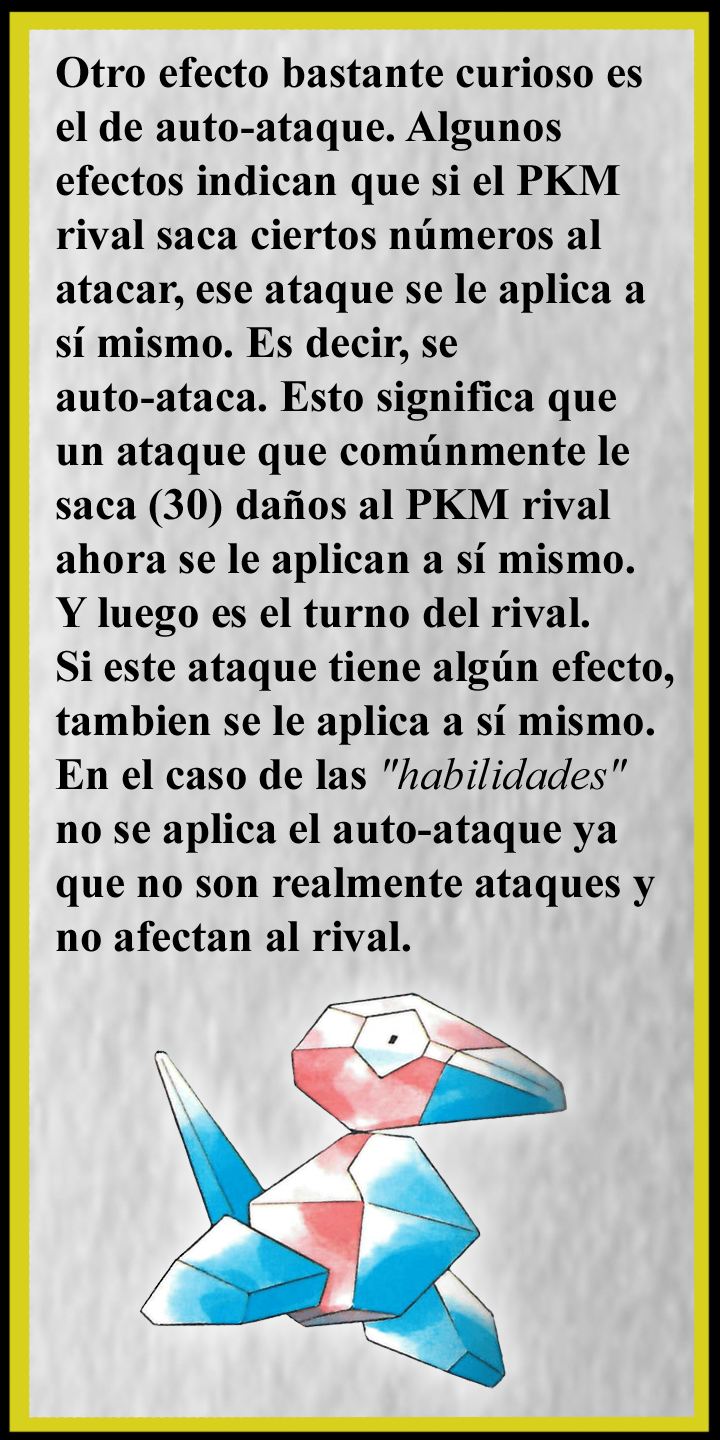 Otro efecto bastante curioso es
el de auto-ataque. Algunos
efectos indican que si el PKM
rival saca ciertos números al
atacar, ese ataque se le aplica a
sí mismo. Es decir, se
auto-ataca. Esto significa que
un ataque que comúnmente le
saca (30) daños al PKM rival
ahora se le aplican a sí mismo.
Y luego es el turno del rival.
Si este ataque tiene algún efecto,
tambien se le aplica a sí mismo.
En el caso de las "habilidades"
no se aplica el auto-ataque ya
que no son realmente ataques y
no afectan al rival.